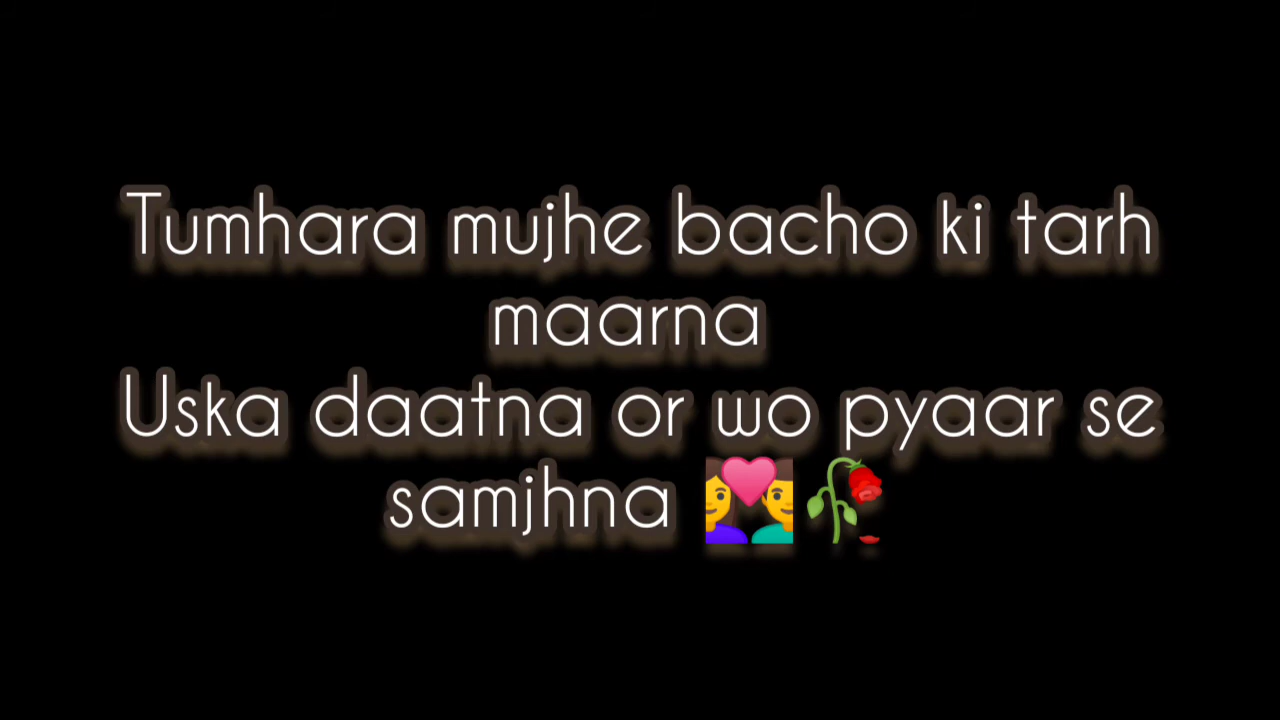 Tumhara mujhe bacho ki tarh
maarna
Uska daatna or wo pyaar se
samjhna 💑🥀